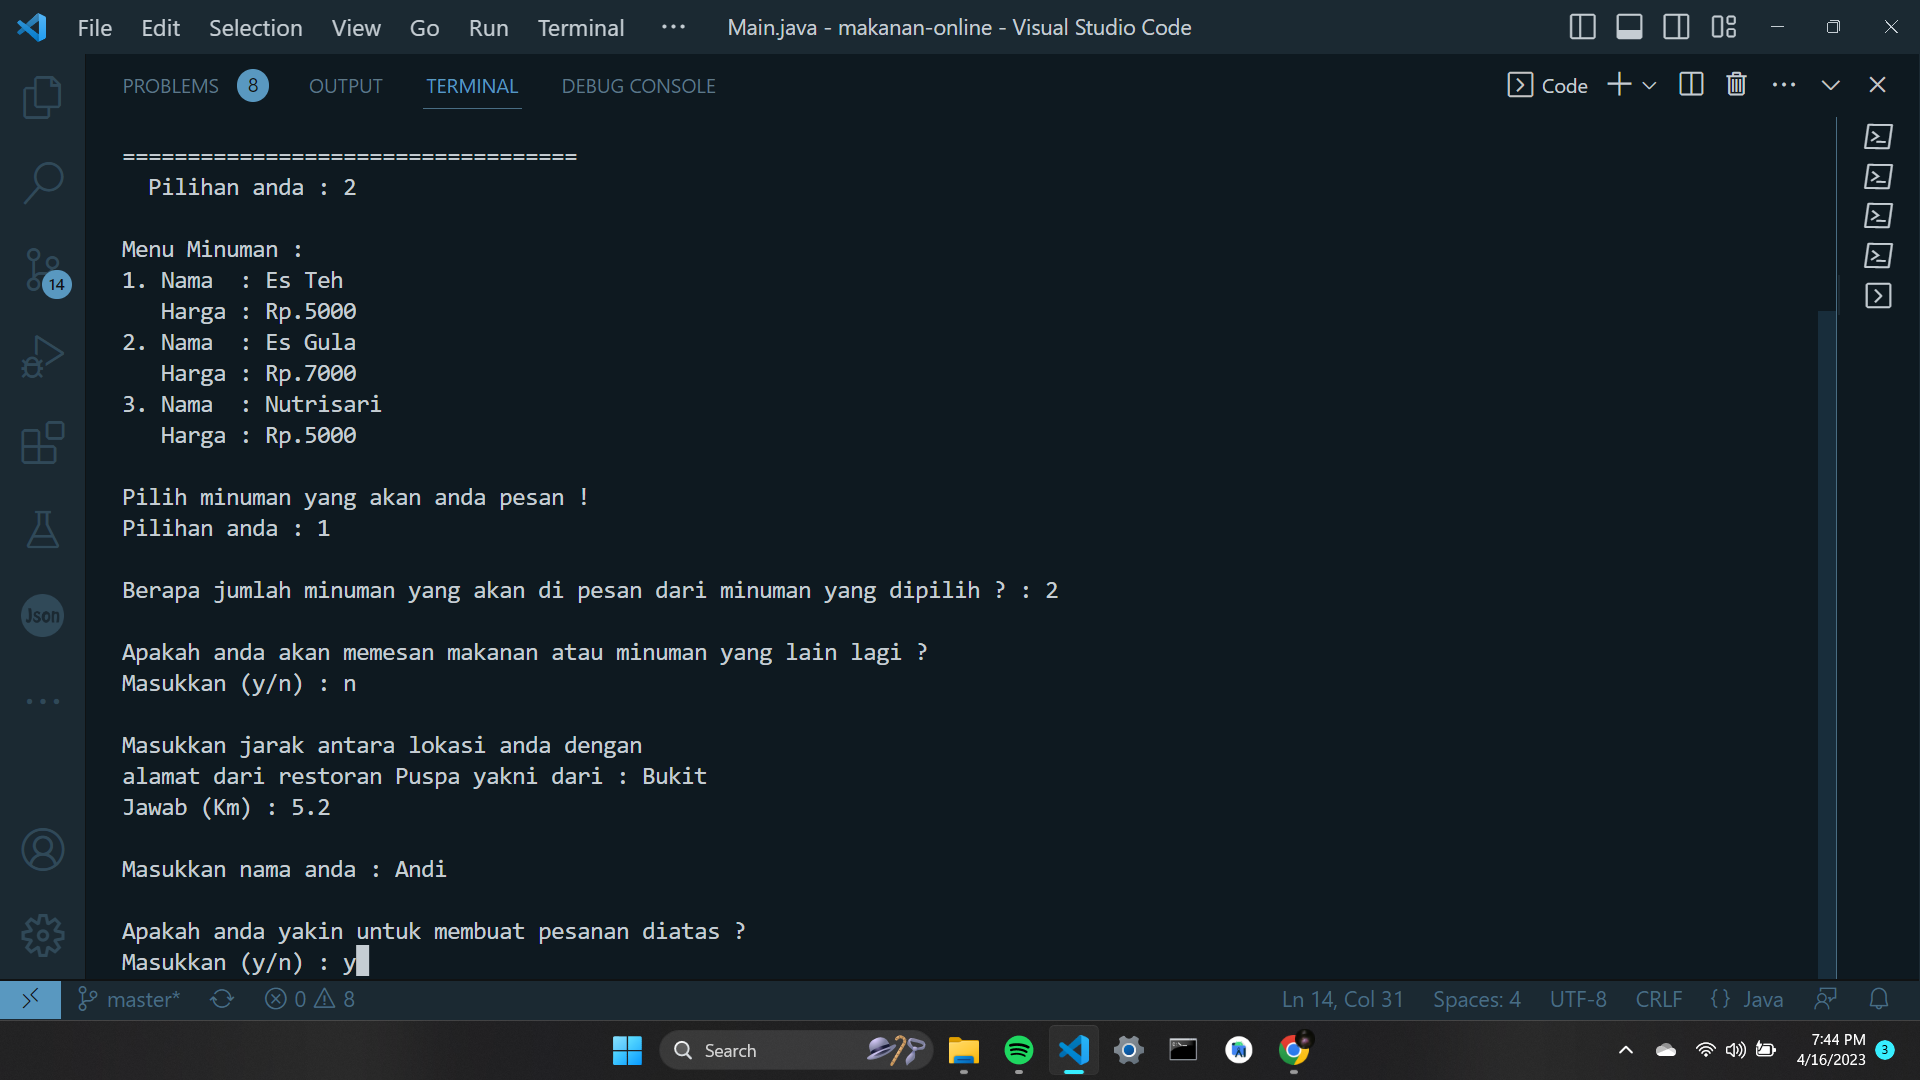 File Edit Selection View Go Run Terminal ··· Main.java - makanan-online - Visual Studio Code
PROBLEMS 8 OUTPUT TERMINAL DEBUG CONSOLE Code
===================================
Pilihan anda : 2
Menu Minuman :
1. Nama  : Es Teh
Harga : Rp.5000
2. Nama  : Es Gula
Harga : Rp.7000
3. Nama  : Nutrisari
Harga : Rp.5000
Pilih minuman yang akan anda pesan !
Pilihan anda : 1
Berapa jumlah minuman yang akan di pesan dari minuman yang dipilih ? : 2
Apakah anda akan memesan makanan atau minuman yang lain lagi ?
Masukkan (y/n) : n
Masukkan jarak antara lokasi anda dengan
alamat dari restoran Puspa yakni dari : Bukit
Jawab (Km) : 5.2
Masukkan nama anda : Andi
Apakah anda yakin untuk membuat pesanan diatas ?
Masukkan (y/n) : y
14
Json
master* 0 8 Ln 14, Col 31 Spaces: 4 UTF-8 CRLF {} Java
Search
7:44 PM
4/16/2023 3